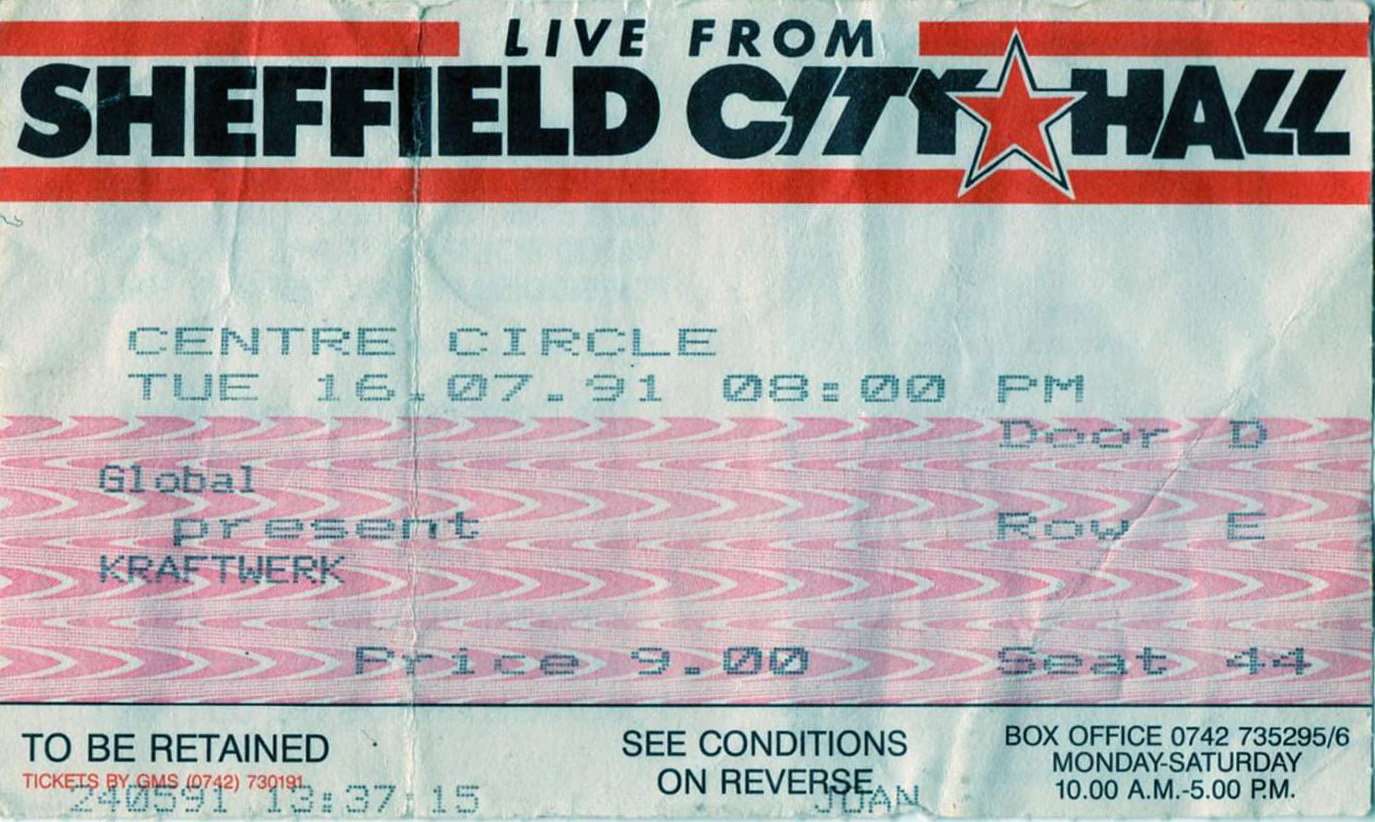 LIVE FROM
SHEFFIELD CITY HALL
CENTRE CIRCLE
TUE 16.07.91 08:00 PM
Door D
Global
present
Row E
KRAFTWERK
Price 9.00
Seat 44
TO BE RETAINED
TICKETS BY GMS (0742) 730191
240591 13:37 15
SEE CONDITIONS
ON REVERSE
JOAN
BOX OFFICE 0742 735295/6
MONDAY-SATURDAY
10.00 A.M.-5.00 P.M.